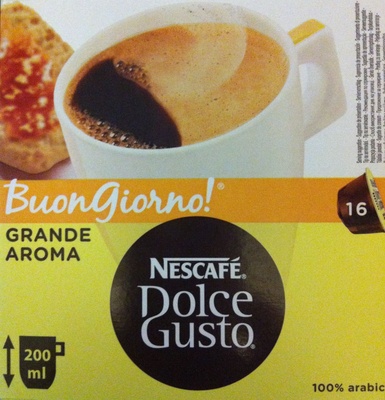 BuonGiorno!®
16
GRANDE
AROMA
NESCAFÉ®
Dolce
Gusto®
200
ml
100% arabic